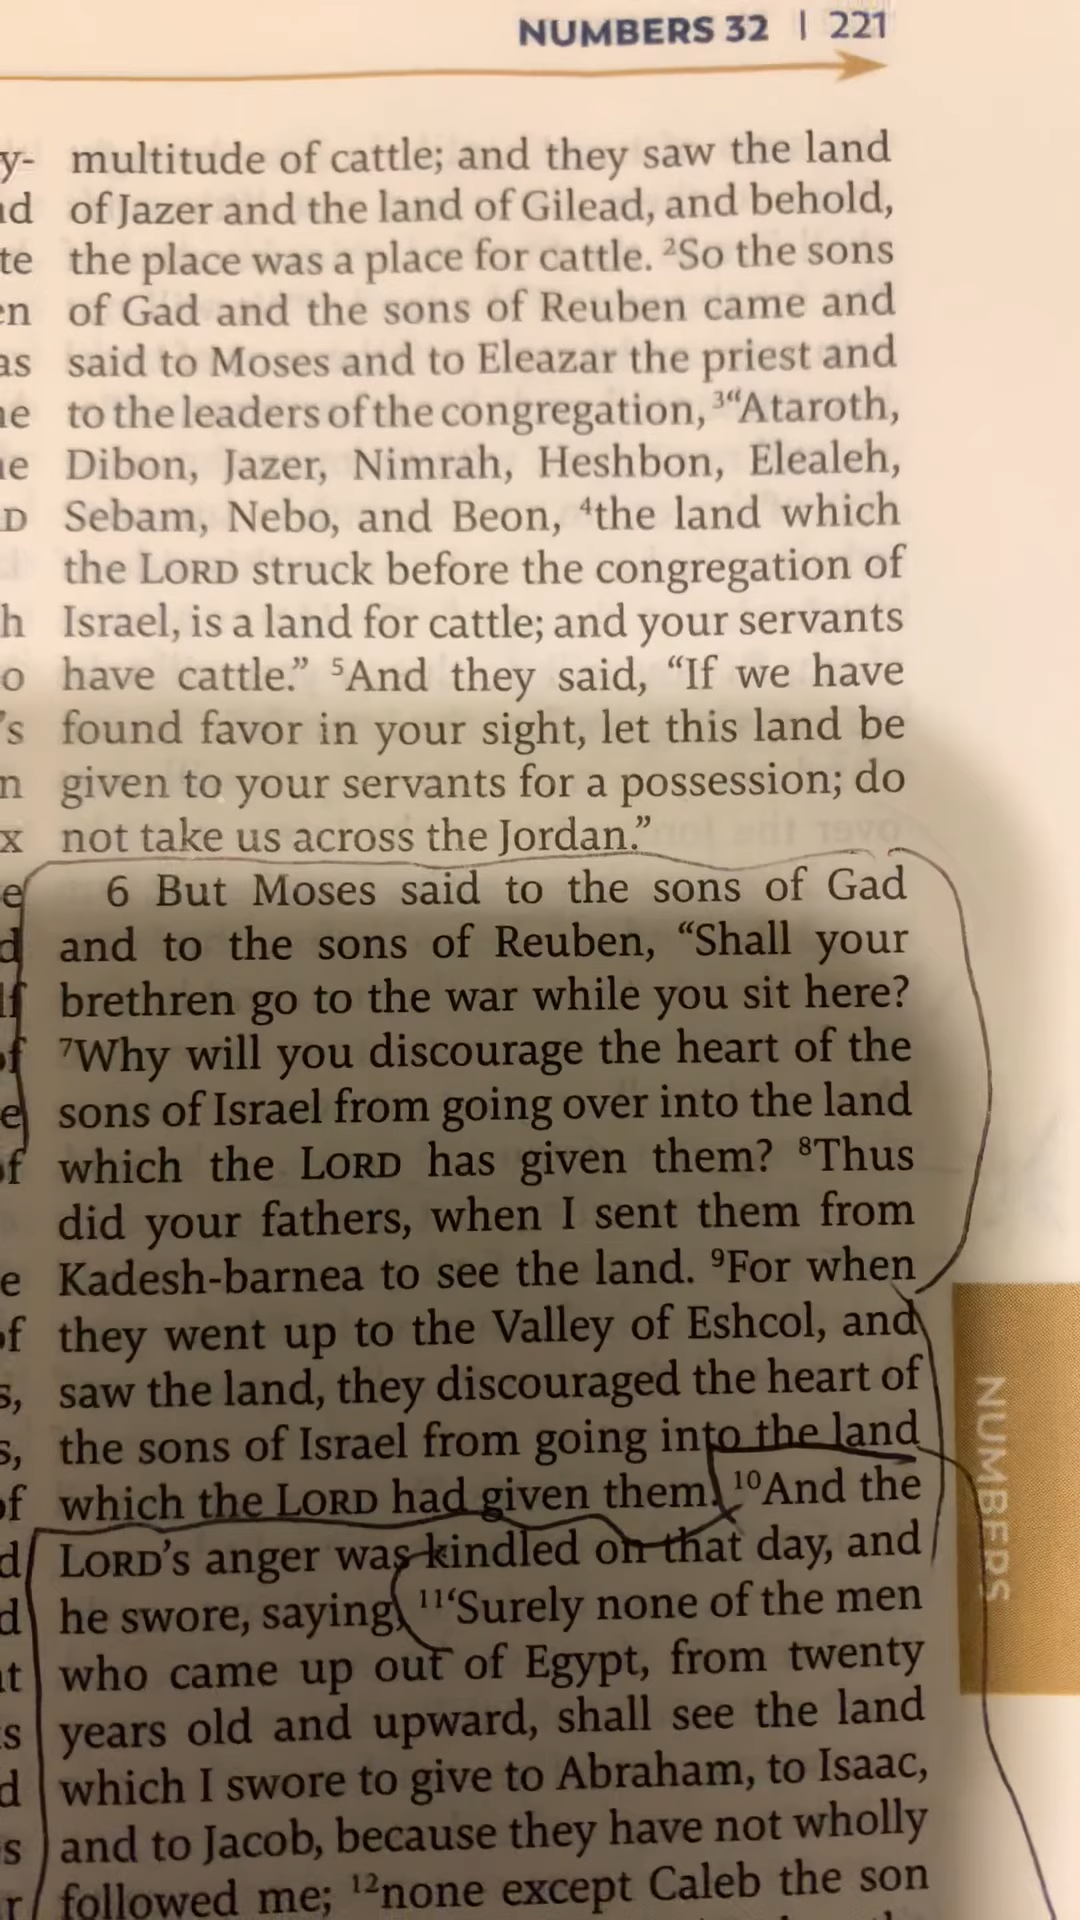 NUMBERS 32 | 221
multitude of cattle; and they saw the land
of Jazer and the land of Gilead, and behold,
the place was a place for cattle. ²So the sons
of Gad and the sons of Reuben came and
said to Moses and to Eleazar the priest and
to the leaders of the congregation, ³“Ataroth,
Dibon, Jazer, Nimrah, Heshbon, Elealeh,
Sebam, Nebo, and Beon, ⁴the land which
the LORD struck before the congregation of
Israel, is a land for cattle; and your servants
have cattle.” ⁵And they said, “If we have
found favor in your sight, let this land be
given to your servants for a possession; do
not take us across the Jordan.”
6 But Moses said to the sons of Gad
and to the sons of Reuben, “Shall your
brethren go to the war while you sit here?
⁷Why will you discourage the heart of the
sons of Israel from going over into the land
which the LORD has given them? ⁸Thus
did your fathers, when I sent them from
Kadesh-barnea to see the land. ⁹For when
they went up to the Valley of Eshcol, and
saw the land, they discouraged the heart of
the sons of Israel from going into the land
which the LORD had given them. ¹⁰And the
LORD’s anger was kindled on that day, and
he swore, saying, ¹¹‘Surely none of the men
who came up out of Egypt, from twenty
years old and upward, shall see the land
which I swore to give to Abraham, to Isaac,
and to Jacob, because they have not wholly
followed me; ¹²none except Caleb the son
NUMBERS